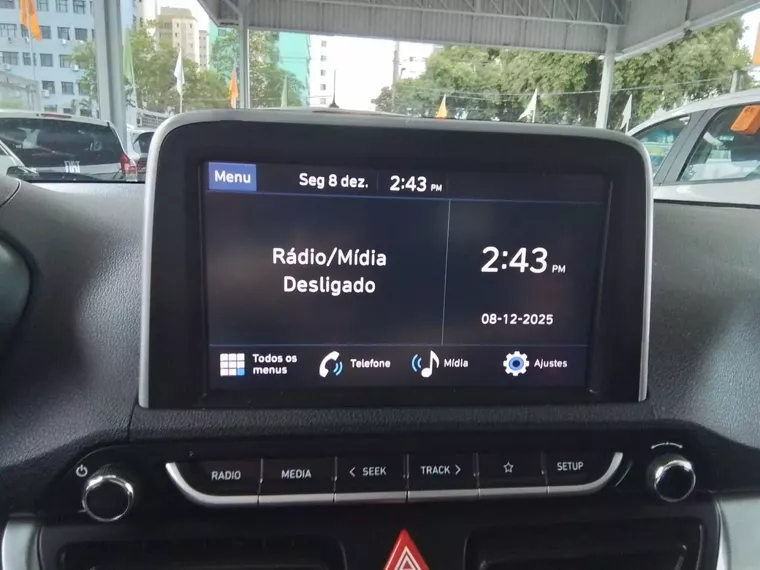 Menu
Seg 8 dez.
2:43 PM
Rádio/Mídia
Desligado
2:43 PM
08-12-2025
Todos os
menus
Telefone
Mídia
Ajustes
RADIO
MEDIA
< SEEK
TRACK >
☆
SETUP